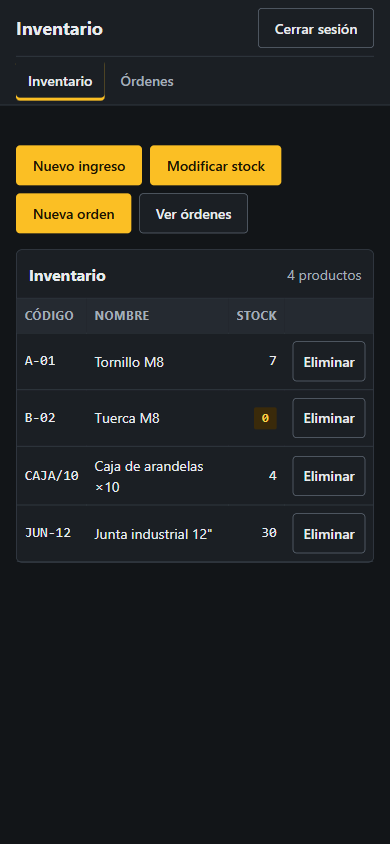 Inventario
Cerrar sesión
Inventario
Órdenes
Nuevo ingreso
Modificar stock
Nueva orden
Ver órdenes
Inventario
4 productos
CÓDIGO NOMBRE STOCK
A-01 Tornillo M8 7 Eliminar
B-02 Tuerca M8 0 Eliminar
CAJA/10 Caja de arandelas
×10 4 Eliminar
JUN-12 Junta industrial 12" 30 Eliminar